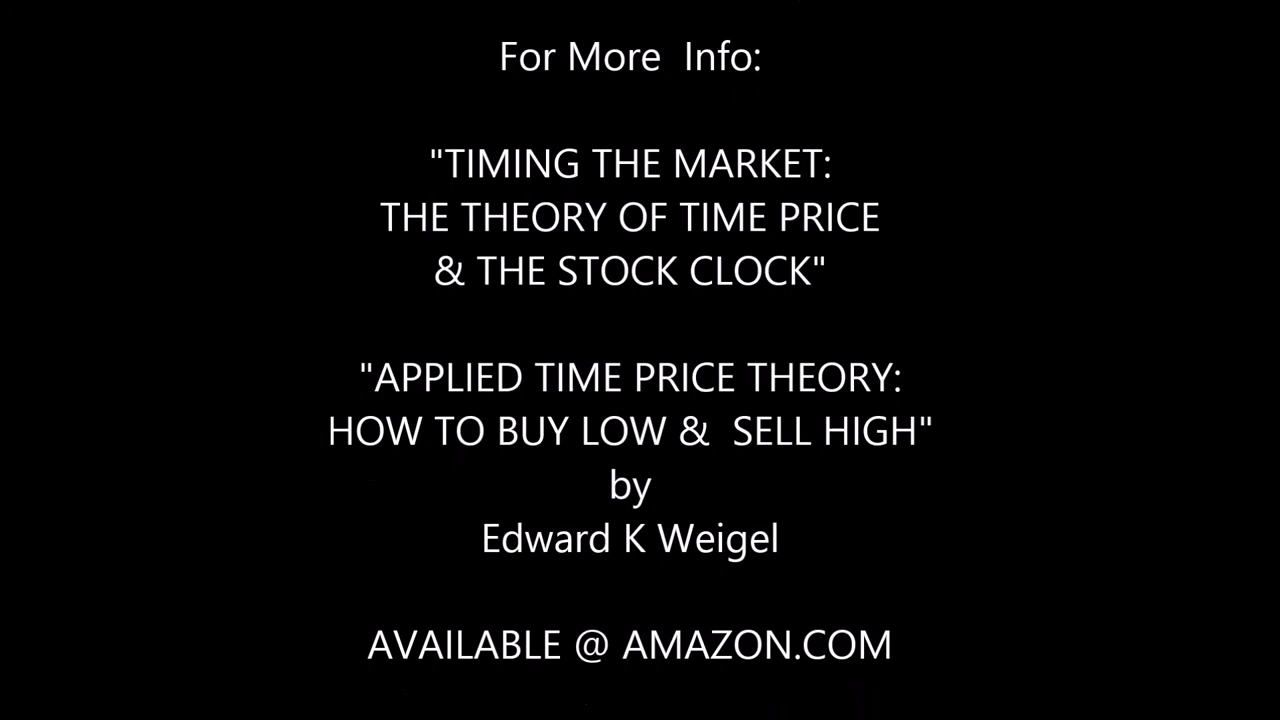 For More  Info:
"TIMING THE MARKET:
THE THEORY OF TIME PRICE
& THE STOCK CLOCK"
"APPLIED TIME PRICE THEORY:
HOW TO BUY LOW &  SELL HIGH"
by
Edward K Weigel
AVAILABLE @ AMAZON.COM